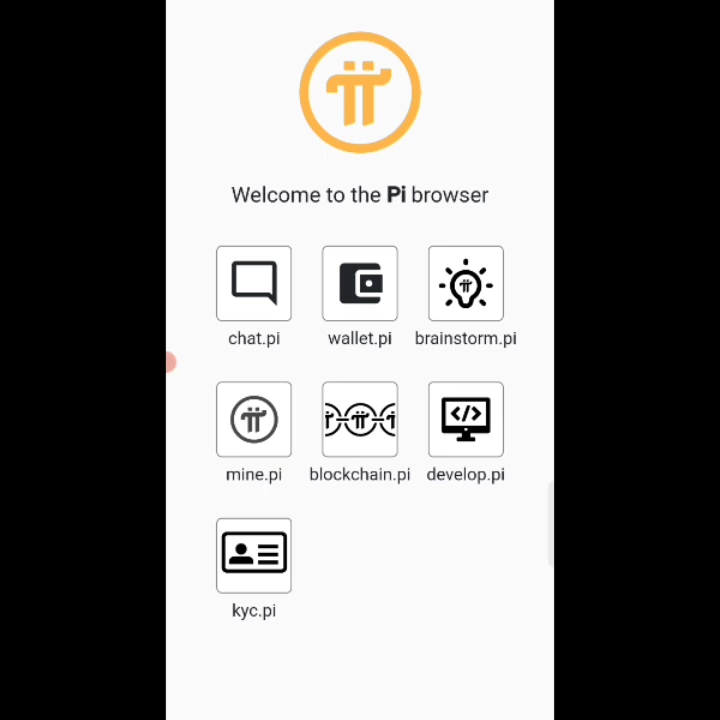 Welcome to the Pi browser
chat.pi
wallet.pi
brainstorm.pi
mine.pi
blockchain.pi
develop.pi
kyc.pi